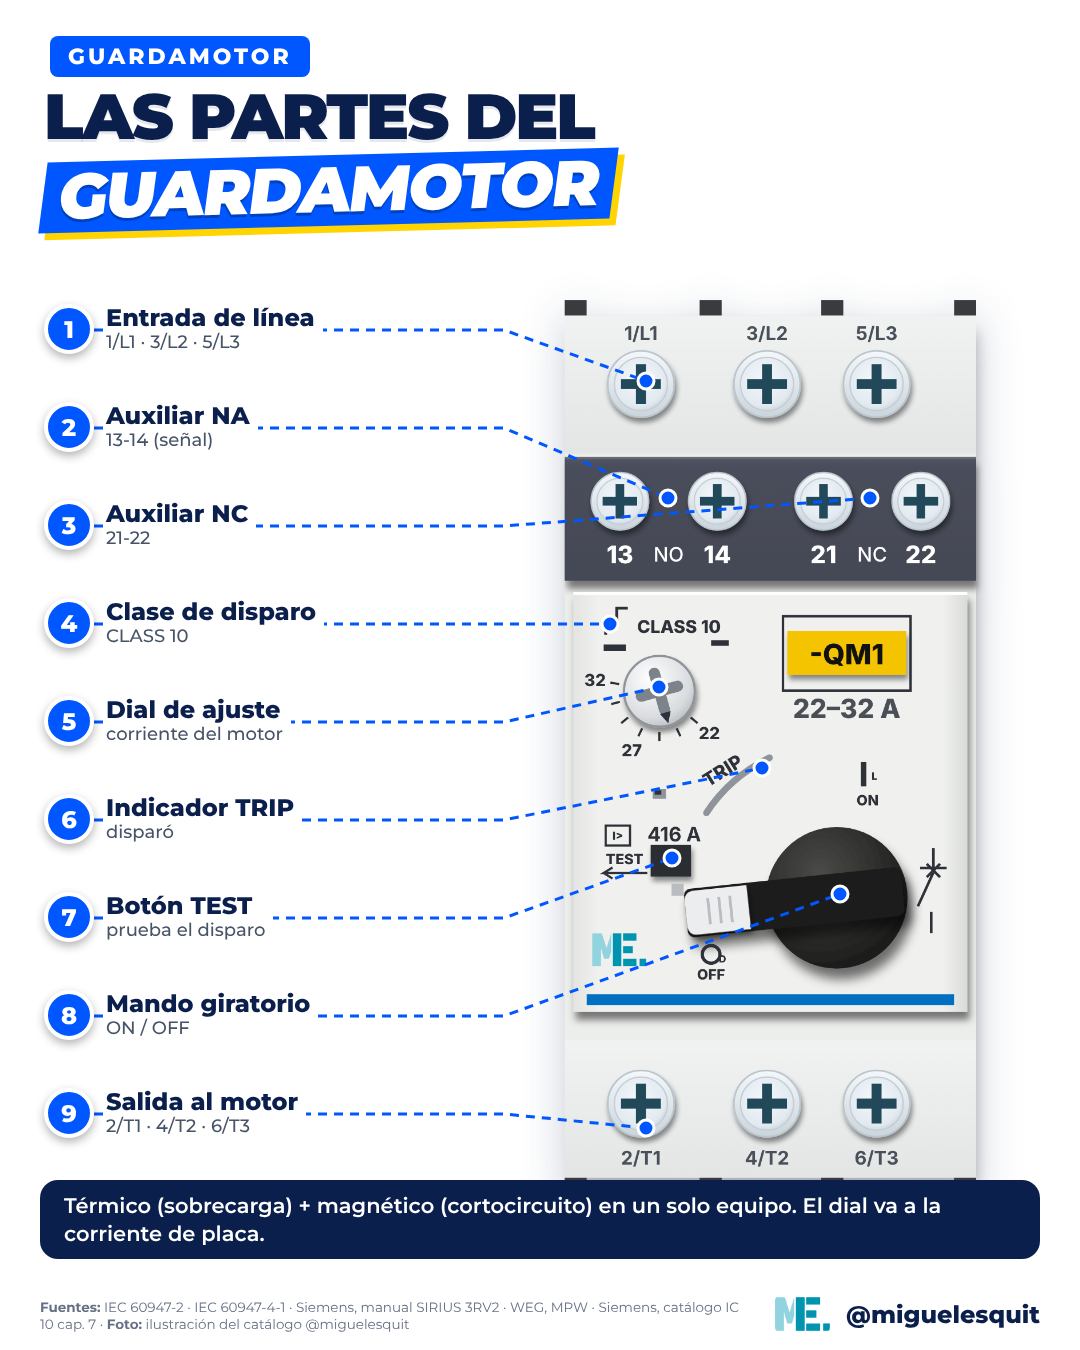 GUARDAMOTOR
LAS PARTES DEL
GUARDAMOTOR
1
Entrada de línea
1/L1 · 3/L2 · 5/L3
2
Auxiliar NA
13-14 (señal)
3
Auxiliar NC
21-22
4
Clase de disparo
CLASS 10
5
Dial de ajuste
corriente del motor
6
Indicador TRIP
disparó
7
Botón TEST
prueba el disparo
8
Mando giratorio
ON / OFF
9
Salida al motor
2/T1 · 4/T2 · 6/T3
1/L1 3/L2 5/L3
13 NO 14 21 NC 22
CLASS 10
-QM1
22–32 A
32
27
22
TRIP
I L
ON
I> 416 A
TEST
ME.
O D
OFF
2/T1 4/T2 6/T3
Térmico (sobrecarga) + magnético (cortocircuito) en un solo equipo. El dial va a la
corriente de placa.
Fuentes: IEC 60947-2 · IEC 60947-4-1 · Siemens, manual SIRIUS 3RV2 · WEG, MPW · Siemens, catálogo IC
10 cap. 7 · Foto: ilustración del catálogo @miguelesquit
ME. @miguelesquit